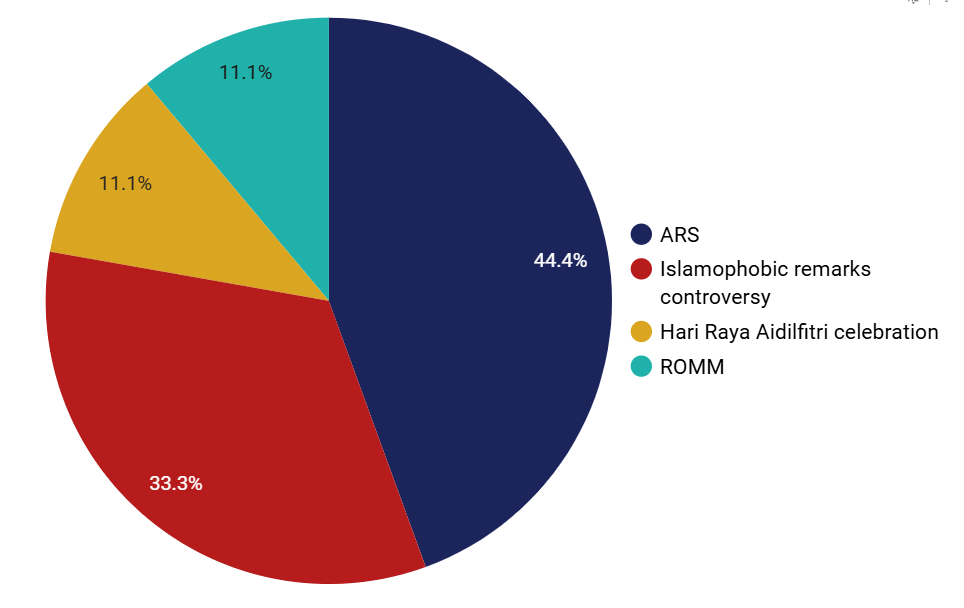 11.1%
11.1%
44.4%
33.3%
ARS
Islamophobic remarks
controversy
Hari Raya Aidilfitri celebration
ROMM